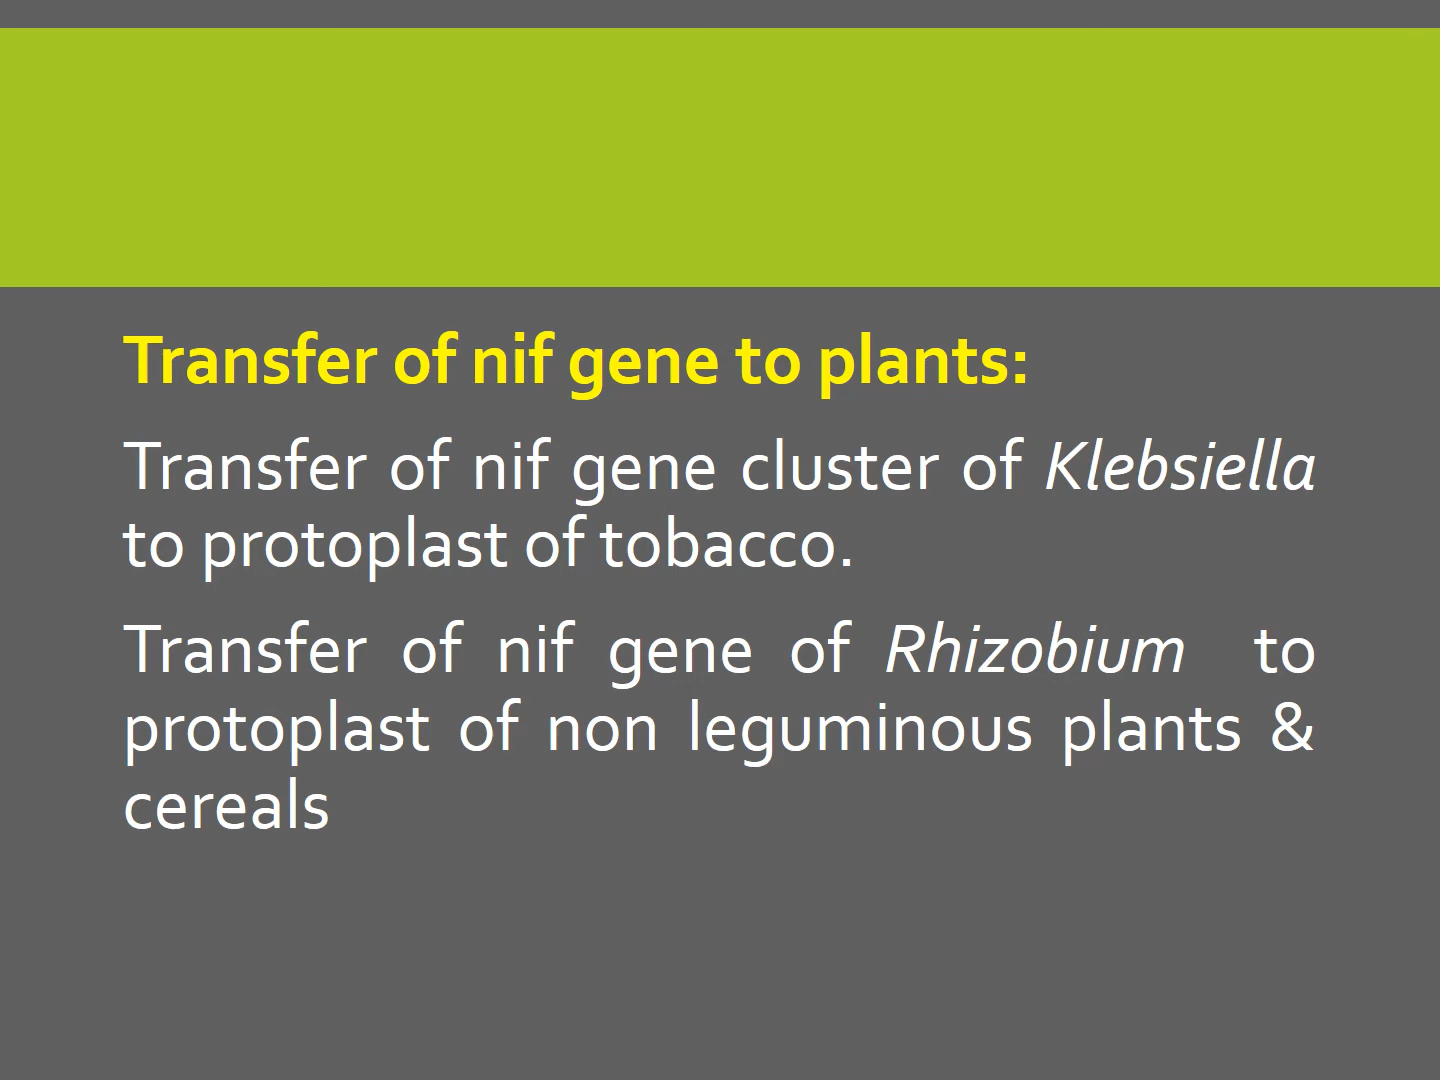 Transfer of nif gene to plants:
Transfer of nif gene cluster of Klebsiella
to protoplast of tobacco.
Transfer of nif gene of Rhizobium to
protoplast of non leguminous plants &
cereals